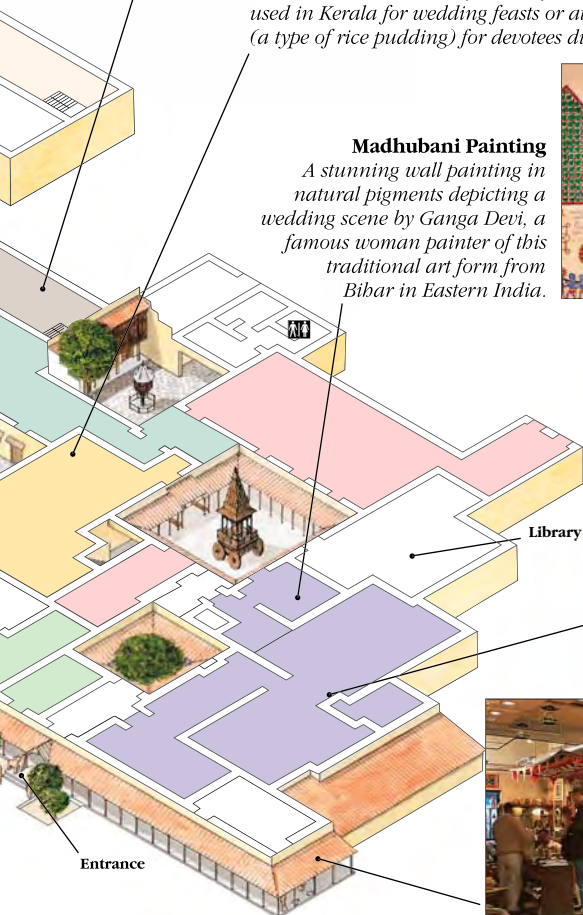 used in Kerala for wedding feasts or
(a type of rice pudding) for devotees
Madhubani Painting
A stunning wall painting in
natural pigments depicting a
wedding scene by Ganga Devi, a
famous woman painter of this
traditional art form from
Bihar in Eastern India.
Library
Entrance